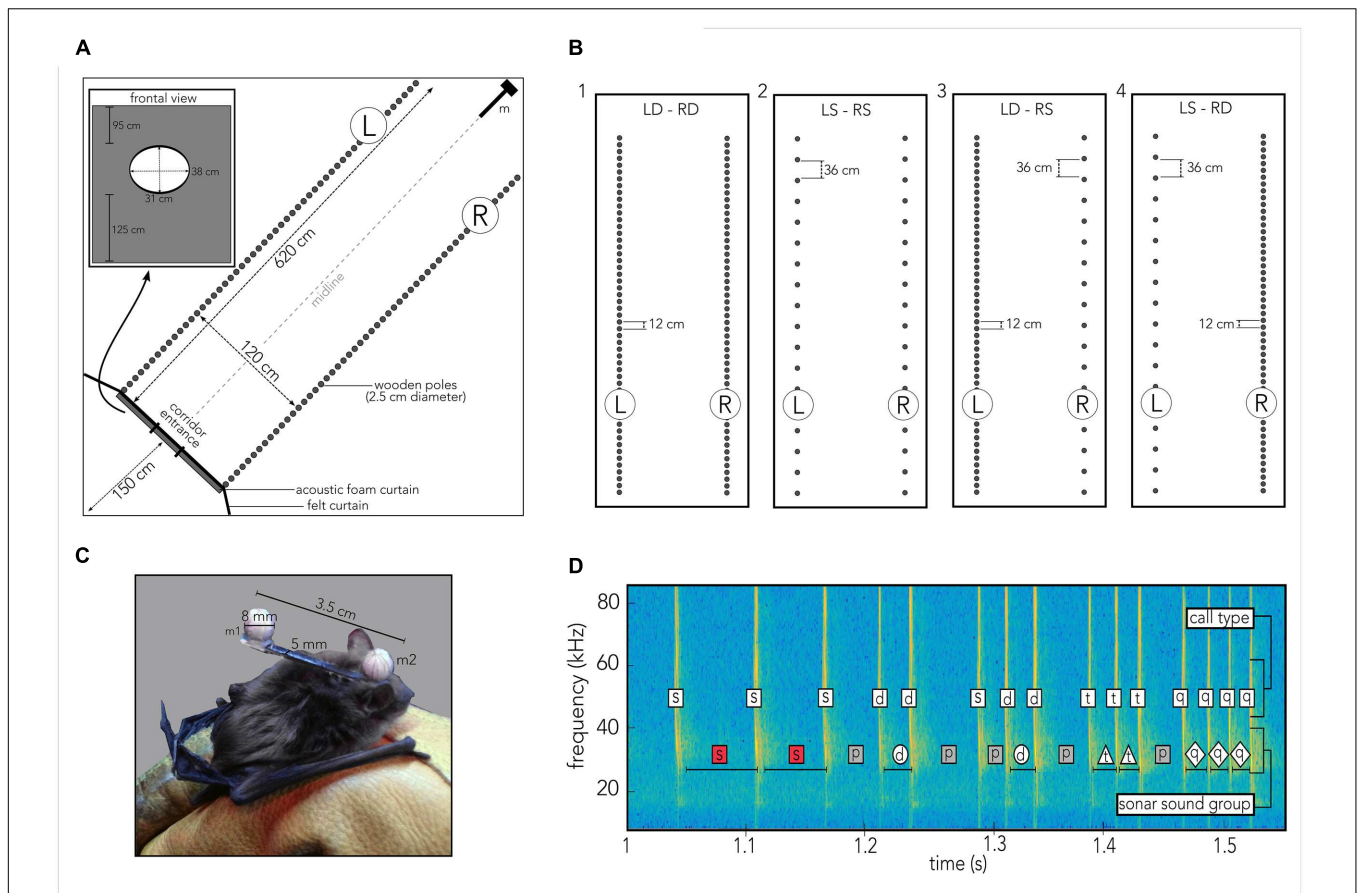 A
frontal view
95 cm
38 cm
31 cm
125 cm
L
m
R
620 cm
midline
120 cm
wooden poles
(2.5 cm diameter)
corridor
entrance
150 cm
acoustic foam curtain
felt curtain
B
1
LD - RD
12 cm
L
R
2
LS - RS
36 cm
L
R
3
LD - RS
36 cm
12 cm
L
R
4
LS - RD
36 cm
12 cm
L
R
C
3.5 cm
8 mm
m1
5 mm
m2
D
frequency (kHz)
80
60
40
20
call type
s s s d d s d d t t t q q q q
s s p d p p d p t t p q q q
sonar sound group
1 1.1 1.2 1.3 1.4 1.5
time (s)